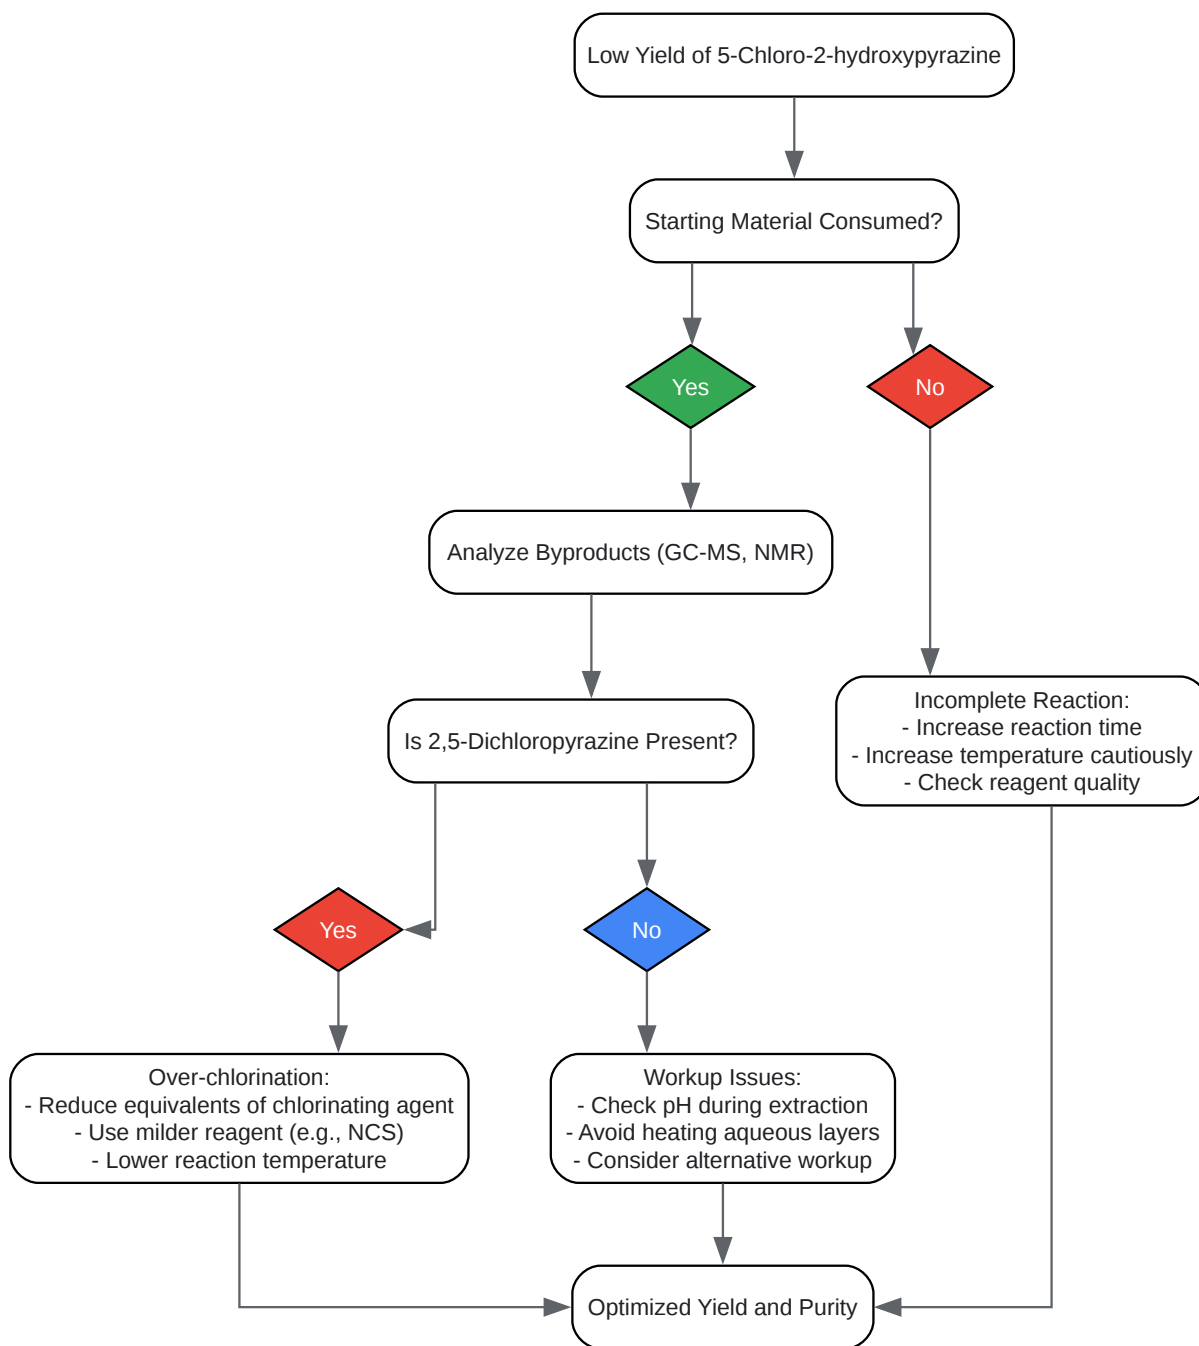 Low Yield of 5-Chloro-2-hydroxypyrazine
Starting Material Consumed?
Yes
No
Analyze Byproducts (GC-MS, NMR)
Incomplete Reaction:
- Increase reaction time
- Increase temperature cautiously
- Check reagent quality
Is 2,5-Dichloropyrazine Present?
Yes
No
Over-chlorination:
- Reduce equivalents of chlorinating agent
- Use milder reagent (e.g., NCS)
- Lower reaction temperature
Workup Issues:
- Check pH during extraction
- Avoid heating aqueous layers
- Consider alternative workup
Optimized Yield and Purity